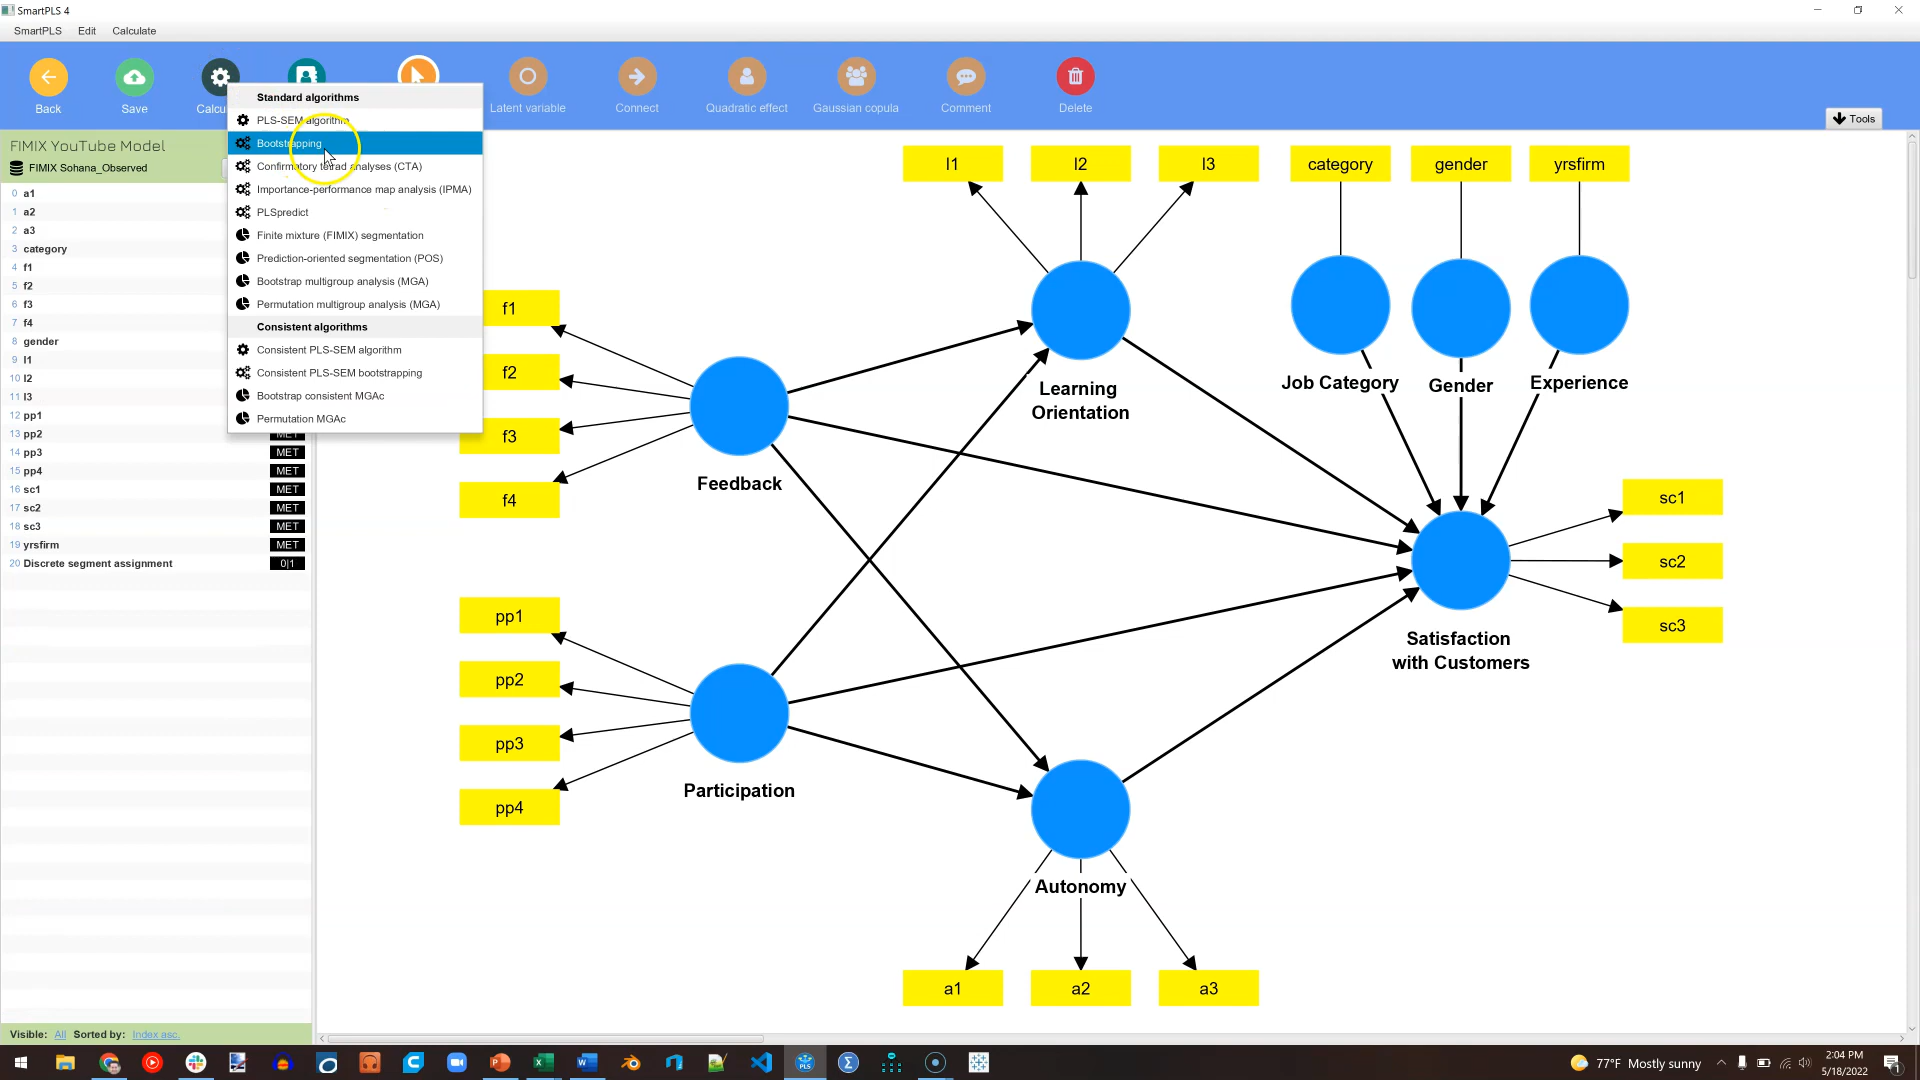 SmartPLS 4
SmartPLS Edit Calculate
Back
Save
Calcu
Latent variable
Connect
Quadratic effect
Gaussian copula
Comment
Delete
Tools
Standard algorithms
PLS-SEM algorithm
Bootstrapping
Confirmatory tetrad analyses (CTA)
Importance-performance map analysis (IPMA)
PLSpredict
Finite mixture (FIMIX) segmentation
Prediction-oriented segmentation (POS)
Bootstrap multigroup analysis (MGA)
Permutation multigroup analysis (MGA)
Consistent algorithms
Consistent PLS-SEM algorithm
Consistent PLS-SEM bootstrapping
Bootstrap consistent MGAc
Permutation MGAc
FIMIX YouTube Model
FIMIX Sohana_Observed
0 a1
1 a2
2 a3
3 category
4 f1
5 f2
6 f3
7 f4
8 gender
9 l1
10 l2
11 l3
12 pp1
13 pp2 MET
14 pp3 MET
15 pp4 MET
16 sc1 MET
17 sc2 MET
18 sc3 MET
19 yrsfirm MET
20 Discrete segment assignment 0|1
Visible: All Sorted by: Index asc.
l1 l2 l3
category gender yrsfirm
f1
f2
f3
f4
Feedback
Learning
Orientation
Job Category
Gender
Experience
sc1
sc2
sc3
Satisfaction
with Customers
pp1
pp2
pp3
pp4
Participation
Autonomy
a1 a2 a3
77°F Mostly sunny
2:04 PM
5/18/2022
1
PLS